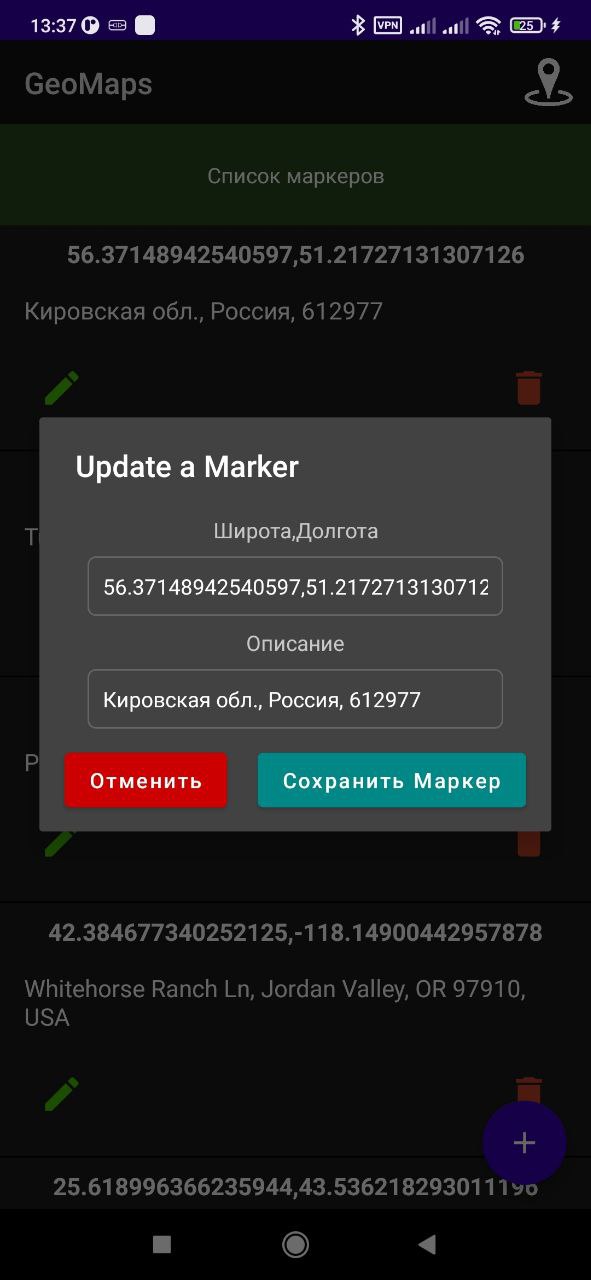 13:37
VPN
25
GeoMaps
Список маркеров
56.37148942540597,51.21727131307126
Кировская обл., Россия, 612977
Update a Marker
Широта,Долгота
56.37148942540597,51.2172713130712
Описание
Кировская обл., Россия, 612977
Отменить
Сохранить Маркер
42.384677340252125,-118.14900442957878
Whitehorse Ranch Ln, Jordan Valley, OR 97910,
USA
25.618996366235944,43.536218293011196